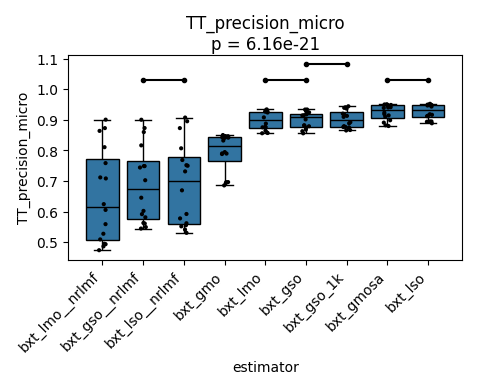 TT_precision_micro
p = 6.16e-21
TT_precision_micro
1.1
1.0
0.9
0.8
0.7
0.6
0.5
bxt_lmo__nrlmf
bxt_gso__nrlmf
bxt_lso__nrlmf
bxt_gmo
bxt_lmo
bxt_gso
bxt_gso_1k
bxt_gmosa
bxt_lso
estimator